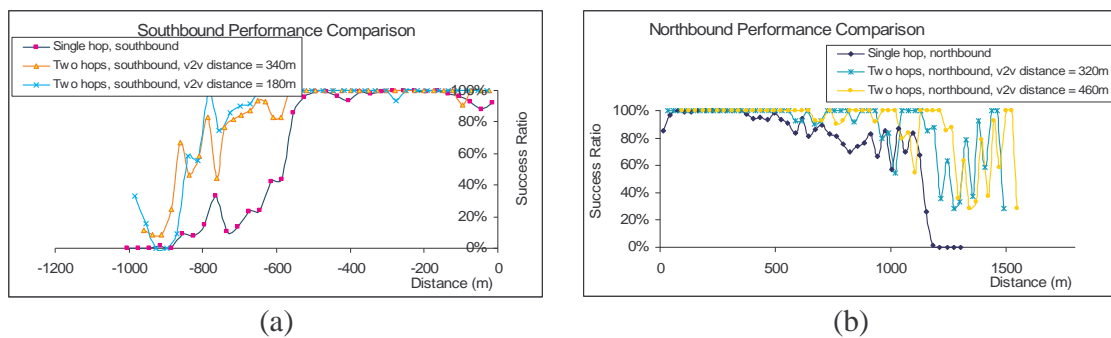 Southbound Performance Comparison
Single hop, southbound
Two hops, southbound, v2v distance = 340m
Two hops, southbound, v2v distance = 180m
100%
80%
60%
40%
20%
0%
Success Ratio
-1200
-1000
-800
-600
-400
-200
0
Distance (m)
(a)
Northbound Performance Comparison
Single hop, northbound
Two hops, northbound, v2v distance = 320m
Two hops, northbound, v2v distance = 460m
100%
80%
60%
40%
20%
0%
Success Ratio
0
500
1000
1500
Distance (m)
(b)